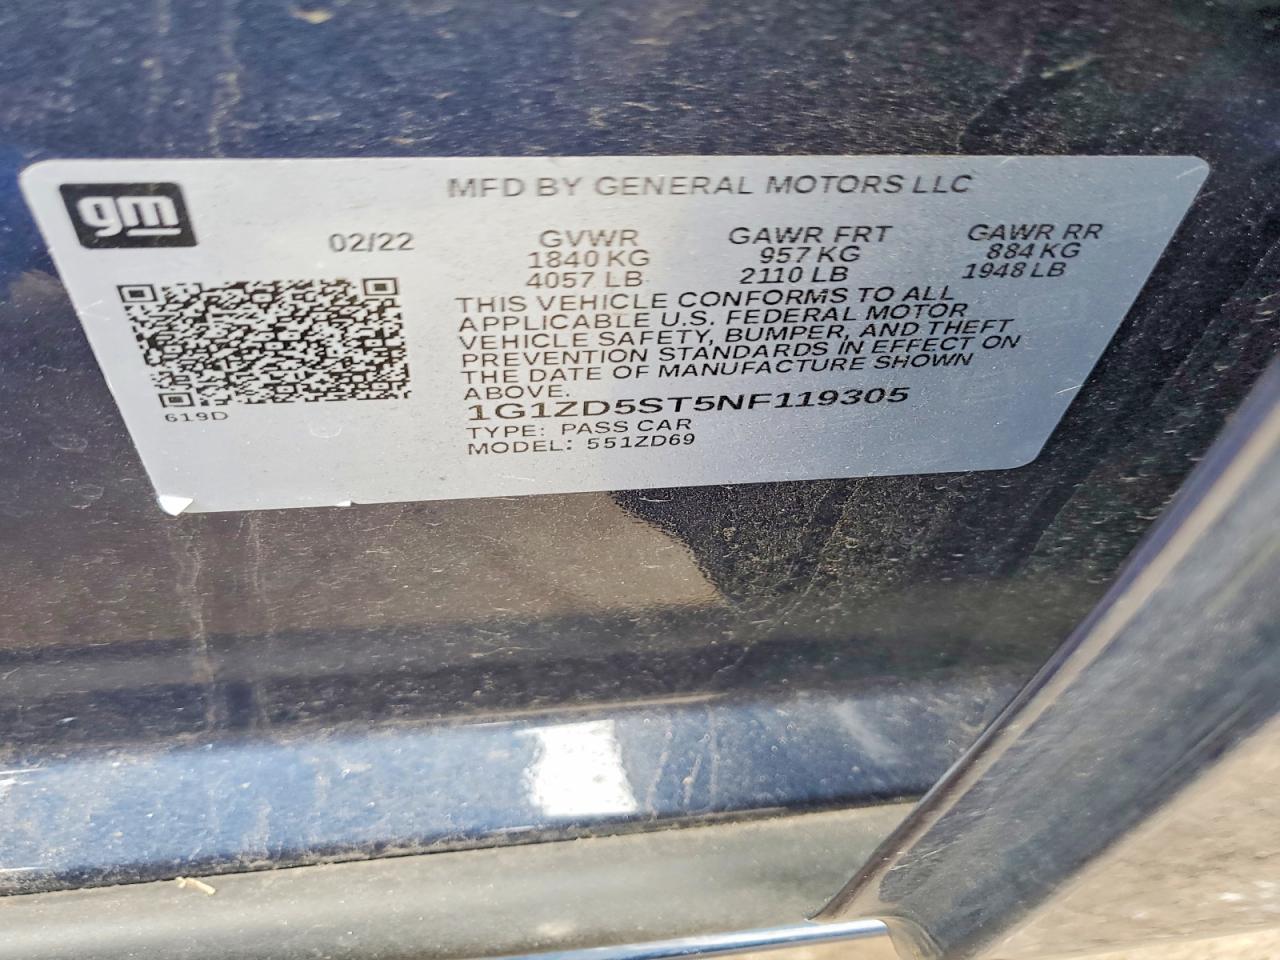 gm
MFD BY GENERAL MOTORS LLC
02/22
GVWR GAWR FRT GAWR RR
1840 KG 957 KG 884 KG
4057 LB 2110 LB 1948 LB
THIS VEHICLE CONFORMS TO ALL
APPLICABLE U.S. FEDERAL MOTOR
VEHICLE SAFETY, BUMPER, AND THEFT
PREVENTION STANDARDS IN EFFECT ON
THE DATE OF MANUFACTURE SHOWN
ABOVE.
1G1ZD5ST5NF119305
TYPE: PASS CAR
MODEL: 551ZD69
619D